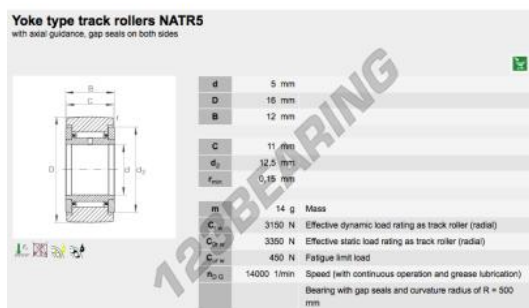 Yoke type track rollers NATR5
with axial guidance, gap seals on both sides
B
C
r
D
d
d2
d 5 mm
D 16 mm
B 12 mm
C 11 mm
d2 12,5 mm
rmin 0,15 mm
m 14 g Mass
Cr w 3150 N Effective dynamic load rating as track roller (radial)
C0r w 3350 N Effective static load rating as track roller (radial)
Cur w 450 N Fatigue limit load
nD G 14000 1/min Speed (with continuous operation and grease lubrication)
Bearing with gap seals and curvature radius of R = 500
mm
123BEARING